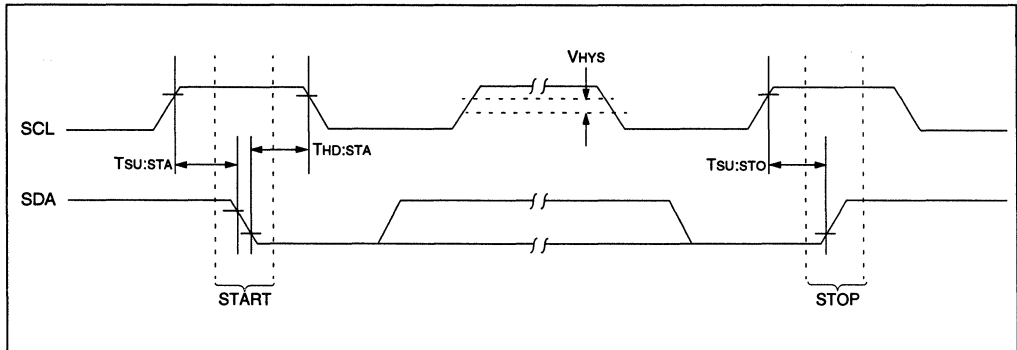 VHYS
SCL
TSU:STA
THD:STA
TSU:STO
SDA
START
STOP